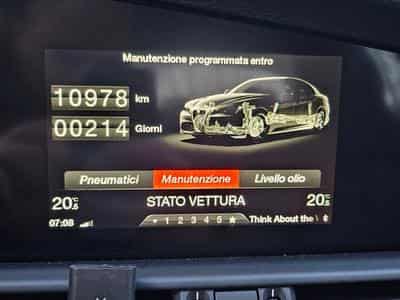 Manutenzione programmata entro
10978 km
00214 Giorni
Pneumatici Manutenzione Livello olio
20 STATO VETTURA 20
07:08 1 2 3 4 5 Think About the